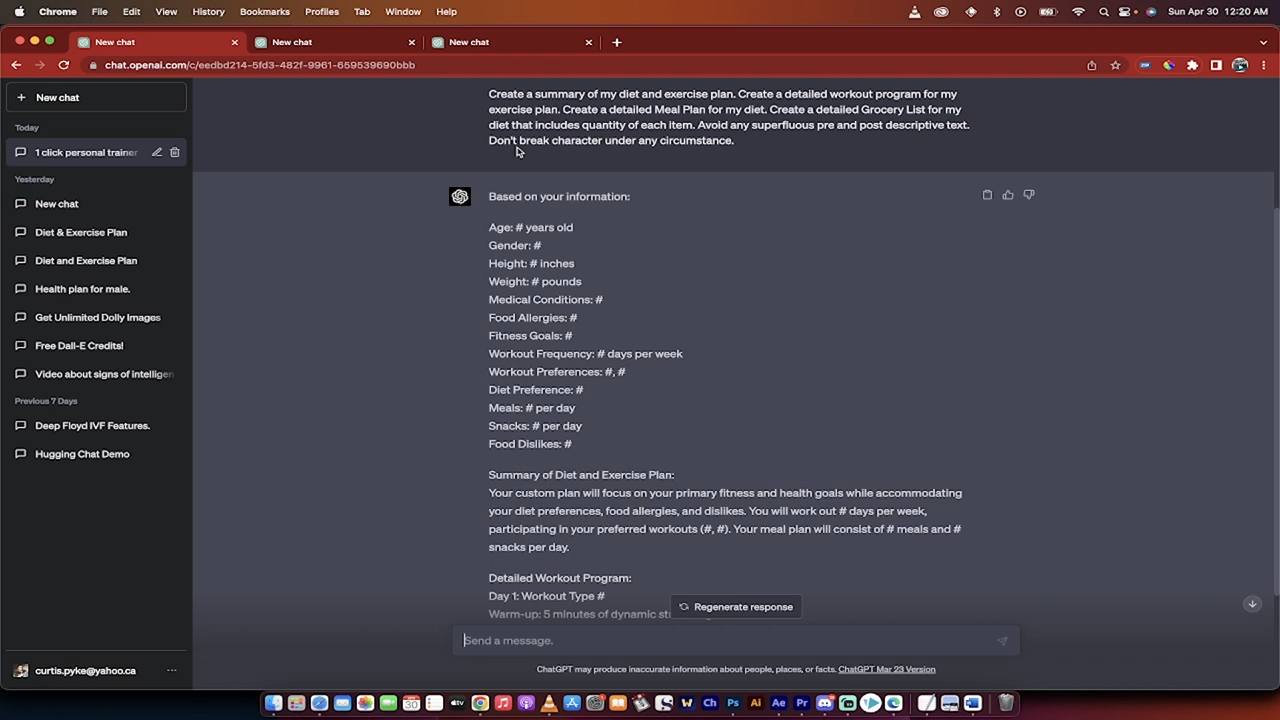 Chrome File Edit View History Bookmarks Profiles Tab Window Help Sun Apr 30 12:20 AM
New chat New chat New chat
chat.openai.com/c/eedbd214-5fd3-482f-9961-659539690bbb
New chat
Today
1 click personal trainer
Yesterday
New chat
Diet & Exercise Plan
Diet and Exercise Plan
Health plan for male.
Get Unlimited Dolly Images
Free Dall-E Credits!
Video about signs of intelligen
Previous 7 Days
Deep Floyd IVF Features.
Hugging Chat Demo
curtis.pyke@yahoo.ca
Create a summary of my diet and exercise plan. Create a detailed workout program for my
exercise plan. Create a detailed Meal Plan for my diet. Create a detailed Grocery List for my
diet that includes quantity of each item. Avoid any superfluous pre and post descriptive text.
Don't break character under any circumstance.
Based on your information:
Age: # years old
Gender: #
Height: # inches
Weight: # pounds
Medical Conditions: #
Food Allergies: #
Fitness Goals: #
Workout Frequency: # days per week
Workout Preferences: #, #
Diet Preference: #
Meals: # per day
Snacks: # per day
Food Dislikes: #
Summary of Diet and Exercise Plan:
Your custom plan will focus on your primary fitness and health goals while accommodating
your diet preferences, food allergies, and dislikes. You will work out # days per week,
participating in your preferred workouts (#, #). Your meal plan will consist of # meals and #
snacks per day.
Detailed Workout Program:
Day 1: Workout Type #
Warm-up: 5 minutes of dynamic
Regenerate response
Send a message.
ChatGPT may produce inaccurate information about people, places, or facts. ChatGPT Mar 23 Version